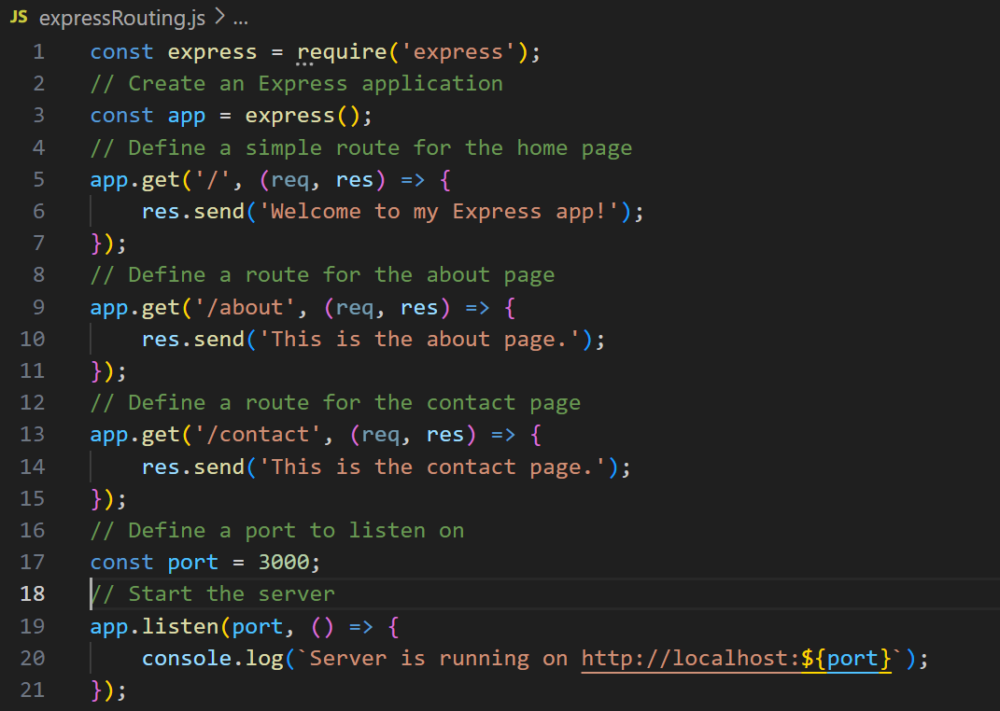 JS expressRouting.js > ...
1 const express = require('express');
2 // Create an Express application
3 const app = express();
4 // Define a simple route for the home page
5 app.get('/', (req, res) => {
6     res.send('Welcome to my Express app!');
7 });
8 // Define a route for the about page
9 app.get('/about', (req, res) => {
10     res.send('This is the about page.');
11 });
12 // Define a route for the contact page
13 app.get('/contact', (req, res) => {
14     res.send('This is the contact page.');
15 });
16 // Define a port to listen on
17 const port = 3000;
18 // Start the server
19 app.listen(port, () => {
20     console.log(`Server is running on http://localhost:${port}`);
21 });